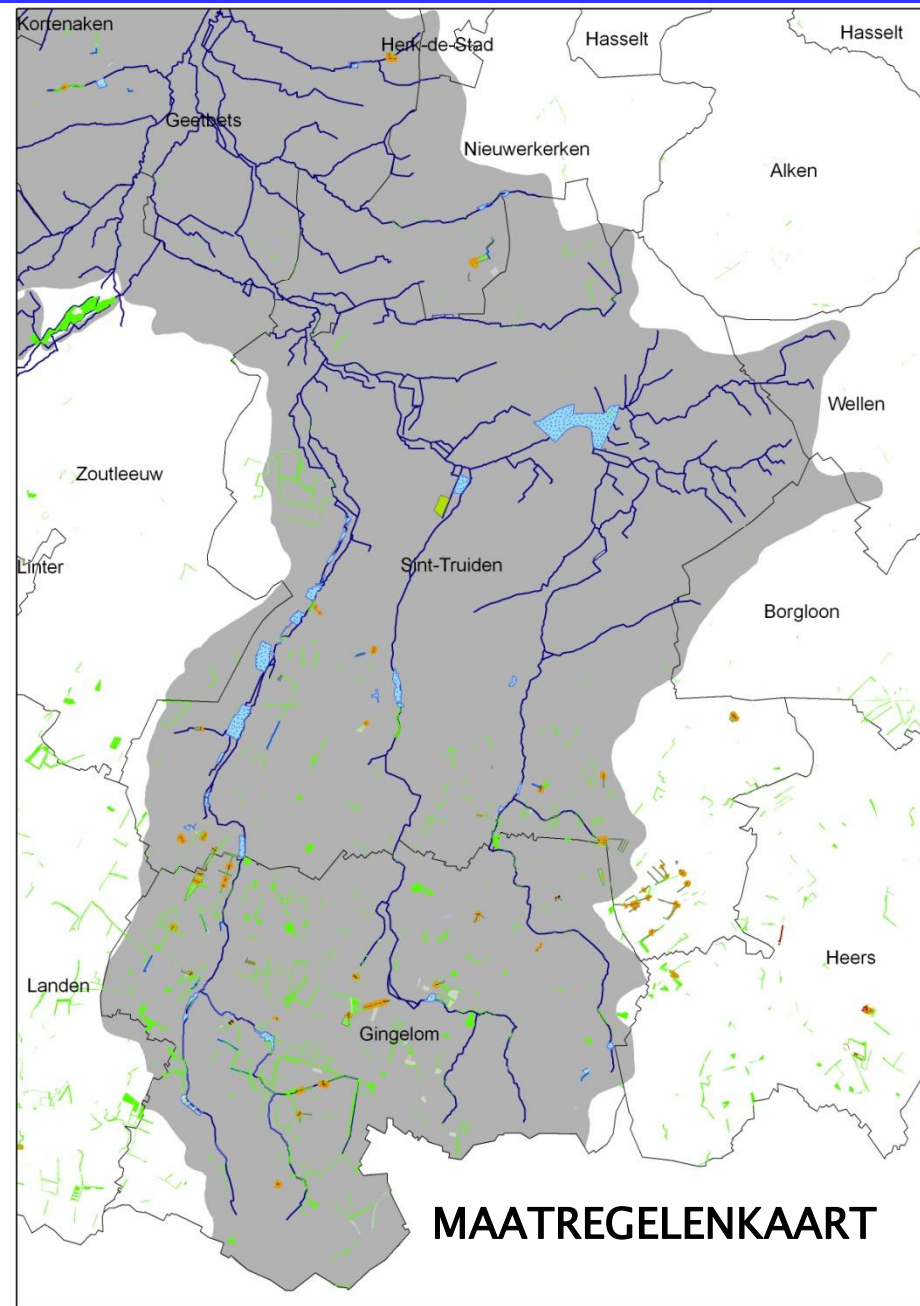 Kortenaken
Herk-de-Stad
Hasselt
Hasselt
Geetbets
Nieuwerkerken
Alken
Wellen
Zoutleeuw
Linter
Sint-Truiden
Borgloon
Landen
Heers
Gingelom
MAATREGELENKAART